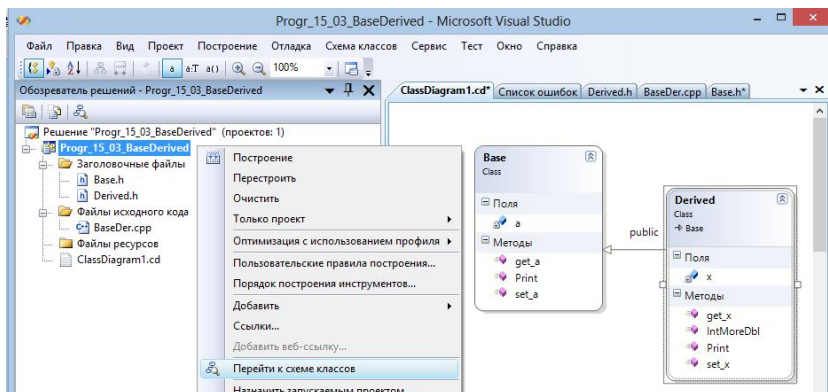 Progr_15_03_BaseDerived - Microsoft Visual Studio
Файл Правка Вид Проект Построение Отладка Схема классов Сервис Тест Окно Справка
a a:T a() 100%
Обозреватель решений - Progr_15_03_BaseDerived
ClassDiagram1.cd* Список ошибок Derived.h BaseDer.cpp Base.h*
Решение "Progr_15_03_BaseDerived" (проектов: 1)
Progr_15_03_BaseDerived
Заголовочные файлы
Base.h
Derived.h
Файлы исходного кода
BaseDer.cpp
Файлы ресурсов
ClassDiagram1.cd
Построение
Перестроить
Очистить
Только проект
Оптимизация с использованием профиля
Пользовательские правила построения...
Порядок построения инструментов...
Добавить
Ссылки...
Добавить веб-ссылку...
Перейти к схеме классов
Назначить запускаемым проектом
Base
Class
Поля
a
Методы
get_a
Print
set_a
public
Derived
Class
Base
Поля
x
Методы
get_x
IntMoreDbl
Print
set_x